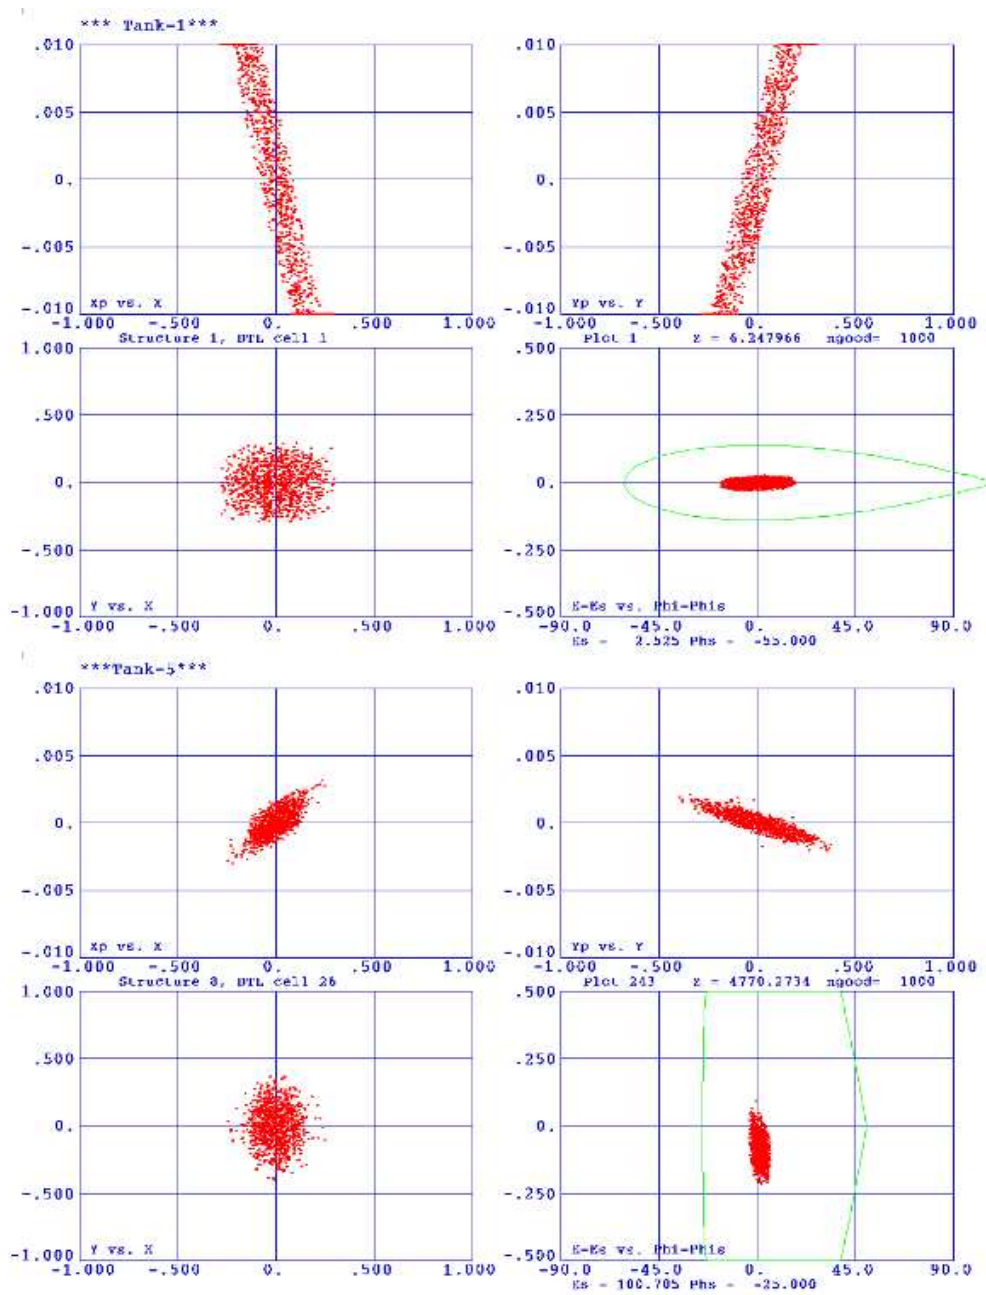 *** Tank-1***
.010 .010
.005 .005
0. 0.
-.005 -.005
-.010 Xp vs. X -.010 Yp vs. Y
-1.000 -.500 0. .500 1.000 -1.000 -.500 0. .500 1.000
Structure 1, DTL cell 1 Plot 1 Z = 6.247966 ngood= 1000
1.000 .500
.500 .250
0. 0.
-.500 -.250
-1.000 Y vs. X -.500 E-Es vs. Phi-Phis
-1.000 -.500 0. .500 1.000 -90.0 -45.0 0. 45.0 90.0
Es = 2.525 Phs = -55.000
***Tank-5***
.010 .010
.005 .005
0. 0.
-.005 -.005
-.010 Xp vs. X -.010 Yp vs. Y
-1.000 -.500 0. .500 1.000 -1.000 -.500 0. .500 1.000
Structure 8, DTL cell 26 Plot 243 Z = 4770.2734 ngood= 1000
1.000 .500
.500 .250
0. 0.
-.500 -.250
-1.000 Y vs. X -.500 E-Es vs. Phi-Phis
-1.000 -.500 0. .500 1.000 -90.0 -45.0 0. 45.0 90.0
Es = 100.705 Phs = -25.000